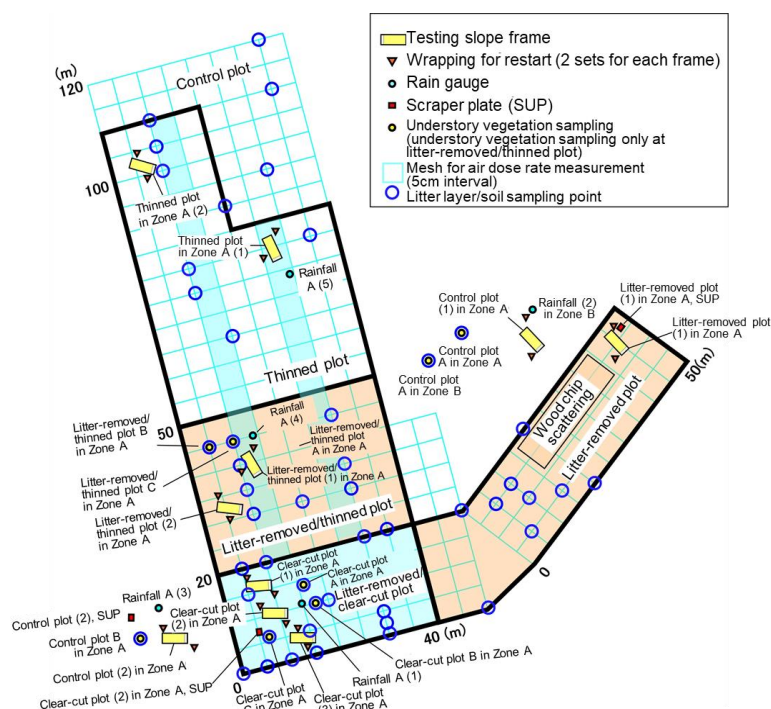 Testing slope frame
Wrapping for restart (2 sets for each frame)
Rain gauge
Scraper plate (SUP)
Understory vegetation sampling
(understory vegetation sampling only at
litter-removed/thinned plot)
Mesh for air dose rate measurement
(5cm interval)
Litter layer/soil sampling point
(m)
120
Control plot
100
Thinned plot
in Zone A (2)
Thinned plot
in Zone A (1)
Rainfall
A (5)
Thinned plot
Control plot
(1) in Zone A
Rainfall (2)
in Zone B
Litter-removed plot
(1) in Zone A, SUP
Litter-removed plot
(1) in Zone A
Control plot
A in Zone A
Control plot
A in Zone B
50 (m)
Wood chip
scattering
Litter-removed plot
0
50
Litter-removed/
thinned plot B
in Zone A
Rainfall
A (4)
Litter-removed/
thinned plot
A in Zone A
Litter-removed/
thinned plot C
in Zone A
Litter-removed/
thinned plot (1) in Zone A
Litter-removed/
thinned plot (2)
in Zone A
Litter-removed/thinned plot
20
Clear-cut plot
(1) in Zone A
Clear-cut plot
A in Zone A
Litter-removed/
clear-cut plot
Rainfall A (3)
Clear-cut plot
(2) in Zone A
Control plot (2), SUP
Control plot B
in Zone A
Control plot (2) in Zone A
40 (m)
Clear-cut plot B in Zone A
Clear-cut plot (2) in Zone A, SUP
0
Rainfall A (1)
Clear-cut plot
C in Zone A
Clear-cut plot
(3) in Zone A